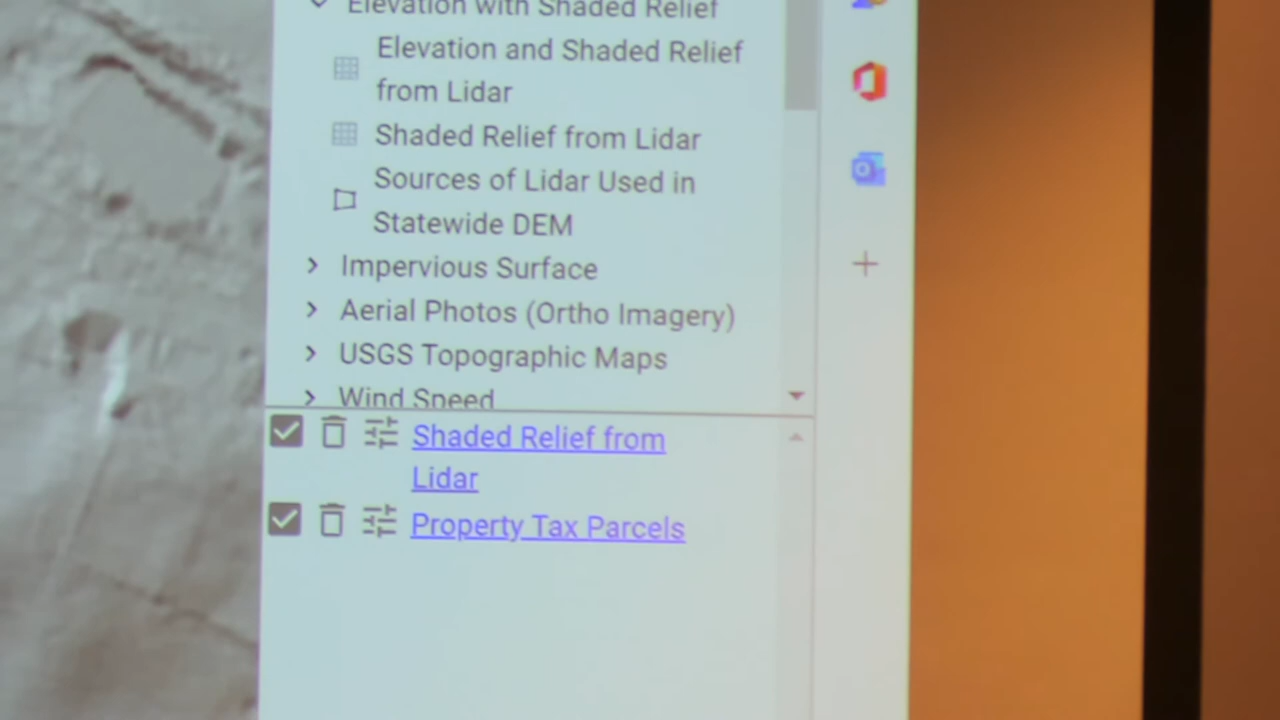 Elevation with Shaded Relief
Elevation and Shaded Relief
from Lidar
Shaded Relief from Lidar
Sources of Lidar Used in
Statewide DEM
Impervious Surface
Aerial Photos (Ortho Imagery)
USGS Topographic Maps
Wind Speed
Shaded Relief from
Lidar
Property Tax Parcels